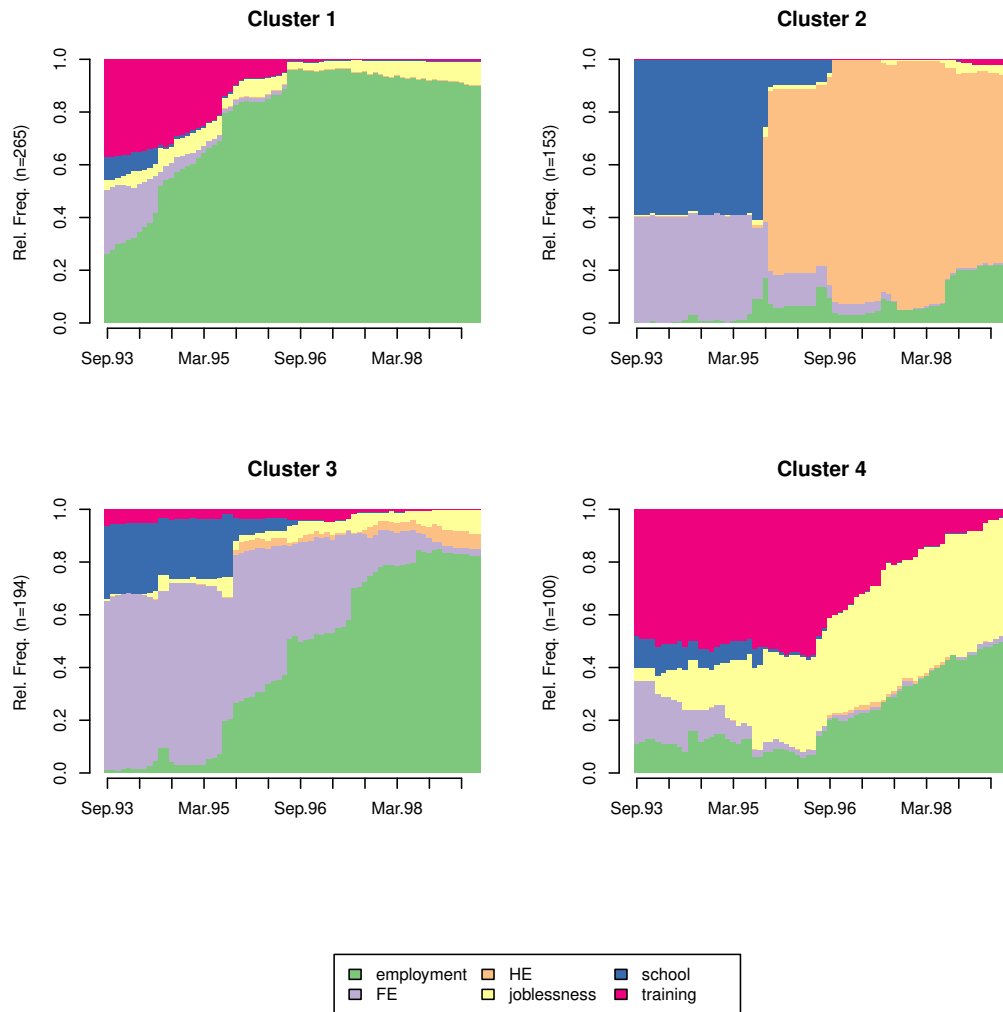 Cluster 1
Rel. Freq. (n=265)
0.0 0.2 0.4 0.6 0.8 1.0
Sep.93 Mar.95 Sep.96 Mar.98
Cluster 2
Rel. Freq. (n=153)
0.0 0.2 0.4 0.6 0.8 1.0
Sep.93 Mar.95 Sep.96 Mar.98
Cluster 3
Rel. Freq. (n=194)
0.0 0.2 0.4 0.6 0.8 1.0
Sep.93 Mar.95 Sep.96 Mar.98
Cluster 4
Rel. Freq. (n=100)
0.0 0.2 0.4 0.6 0.8 1.0
Sep.93 Mar.95 Sep.96 Mar.98
employment HE school
FE joblessness training